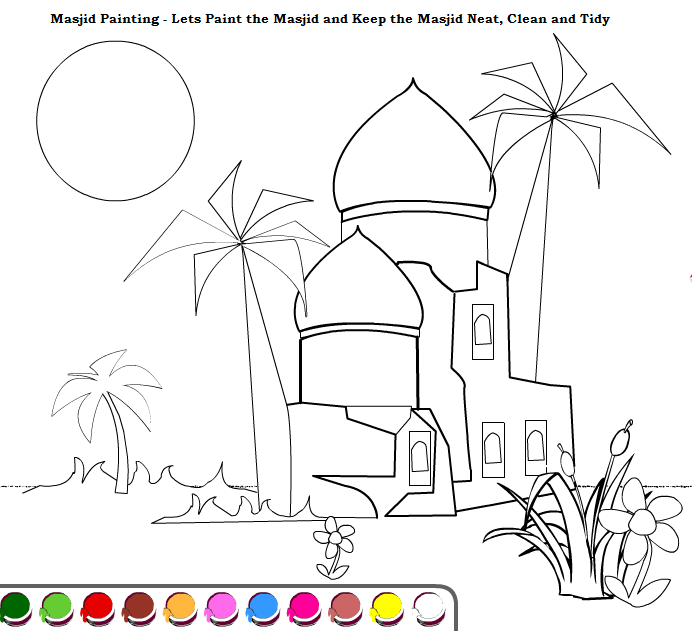 Masjid Painting - Lets Paint the Masjid and Keep the Masjid Neat, Clean and Tidy